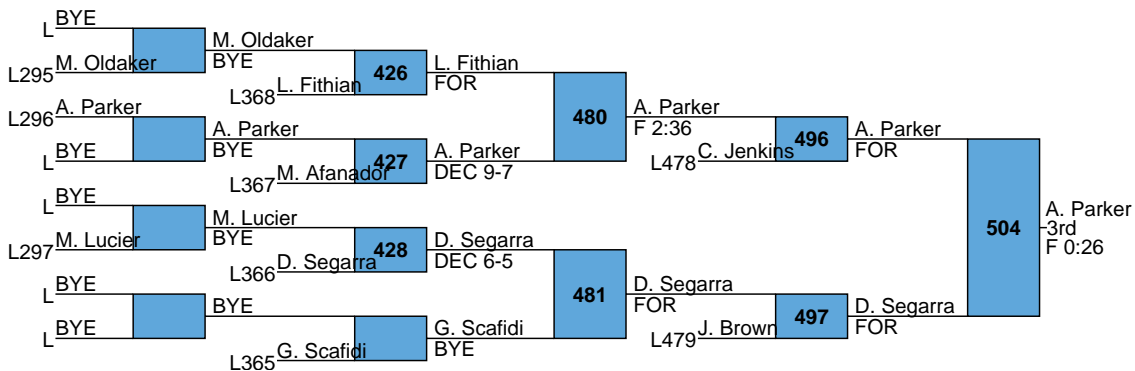 BYE
L
M. Oldaker
BYE
M. Oldaker
L295
426
L. Fithian
FOR
L. Fithian
L368
A. Parker
L296
480
A. Parker
F 2:36
A. Parker
BYE
496
A. Parker
FOR
BYE
L
427
A. Parker
DEC 9-7
C. Jenkins
L478
M. Afanador
L367
BYE
L
M. Lucier
BYE
504
A. Parker
3rd
F 0:26
M. Lucier
L297
428
D. Segarra
DEC 6-5
D. Segarra
L366
BYE
L
481
D. Segarra
FOR
BYE
497
D. Segarra
FOR
BYE
L
G. Scafidi
BYE
J. Brown
L479
G. Scafidi
L365